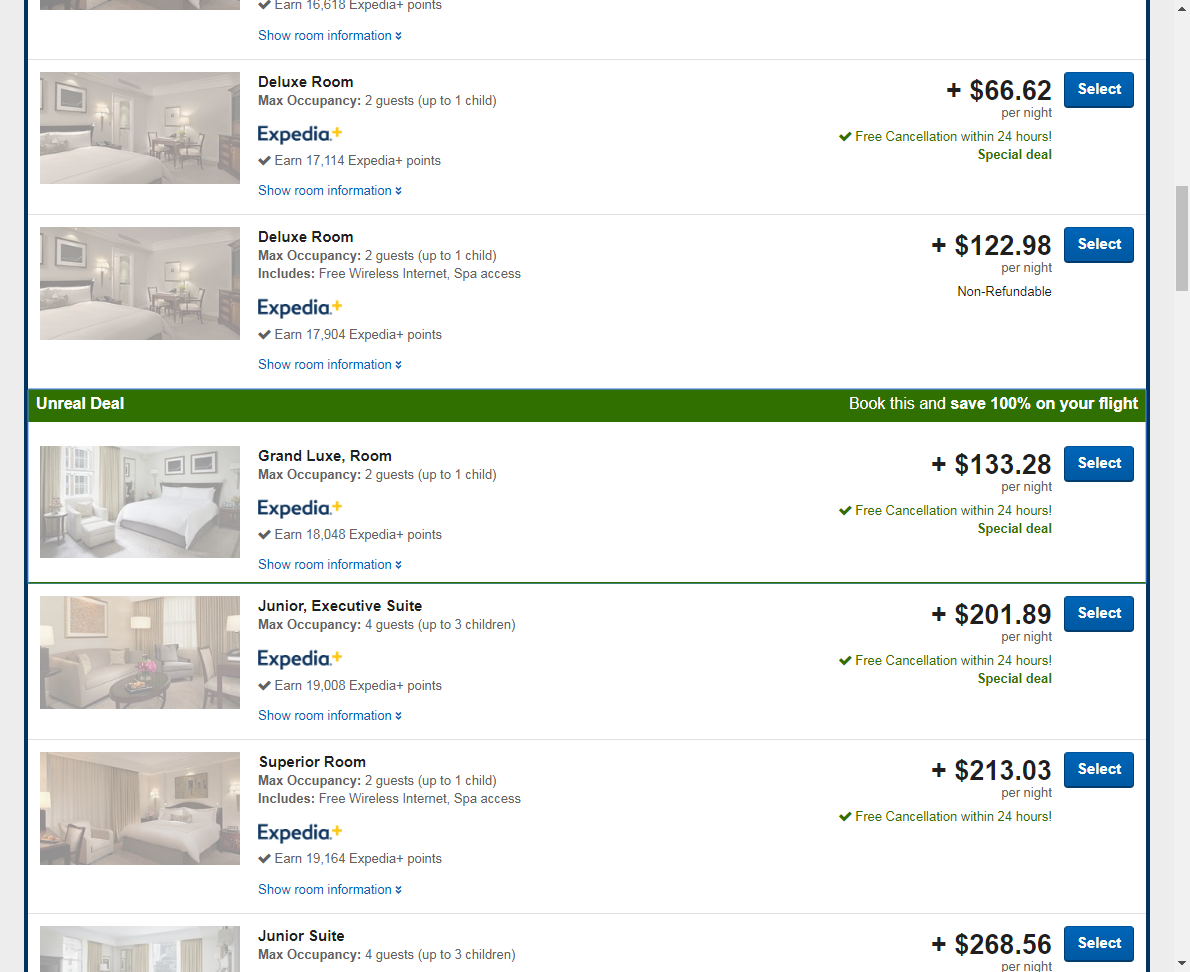 Earn 16,618 Expedia+ points
Show room information
Deluxe Room
Max Occupancy: 2 guests (up to 1 child)
Expedia+
Earn 17,114 Expedia+ points
Show room information
+ $66.62
per night
Free Cancellation within 24 hours!
Special deal
Select
Deluxe Room
Max Occupancy: 2 guests (up to 1 child)
Includes: Free Wireless Internet, Spa access
Expedia+
Earn 17,904 Expedia+ points
Show room information
+ $122.98
per night
Non-Refundable
Select
Unreal Deal
Book this and save 100% on your flight
Grand Luxe, Room
Max Occupancy: 2 guests (up to 1 child)
Expedia+
Earn 18,048 Expedia+ points
Show room information
+ $133.28
per night
Free Cancellation within 24 hours!
Special deal
Select
Junior, Executive Suite
Max Occupancy: 4 guests (up to 3 children)
Expedia+
Earn 19,008 Expedia+ points
Show room information
+ $201.89
per night
Free Cancellation within 24 hours!
Special deal
Select
Superior Room
Max Occupancy: 2 guests (up to 1 child)
Includes: Free Wireless Internet, Spa access
Expedia+
Earn 19,164 Expedia+ points
Show room information
+ $213.03
per night
Free Cancellation within 24 hours!
Select
Junior Suite
Max Occupancy: 4 guests (up to 3 children)
+ $268.56
per night
Select